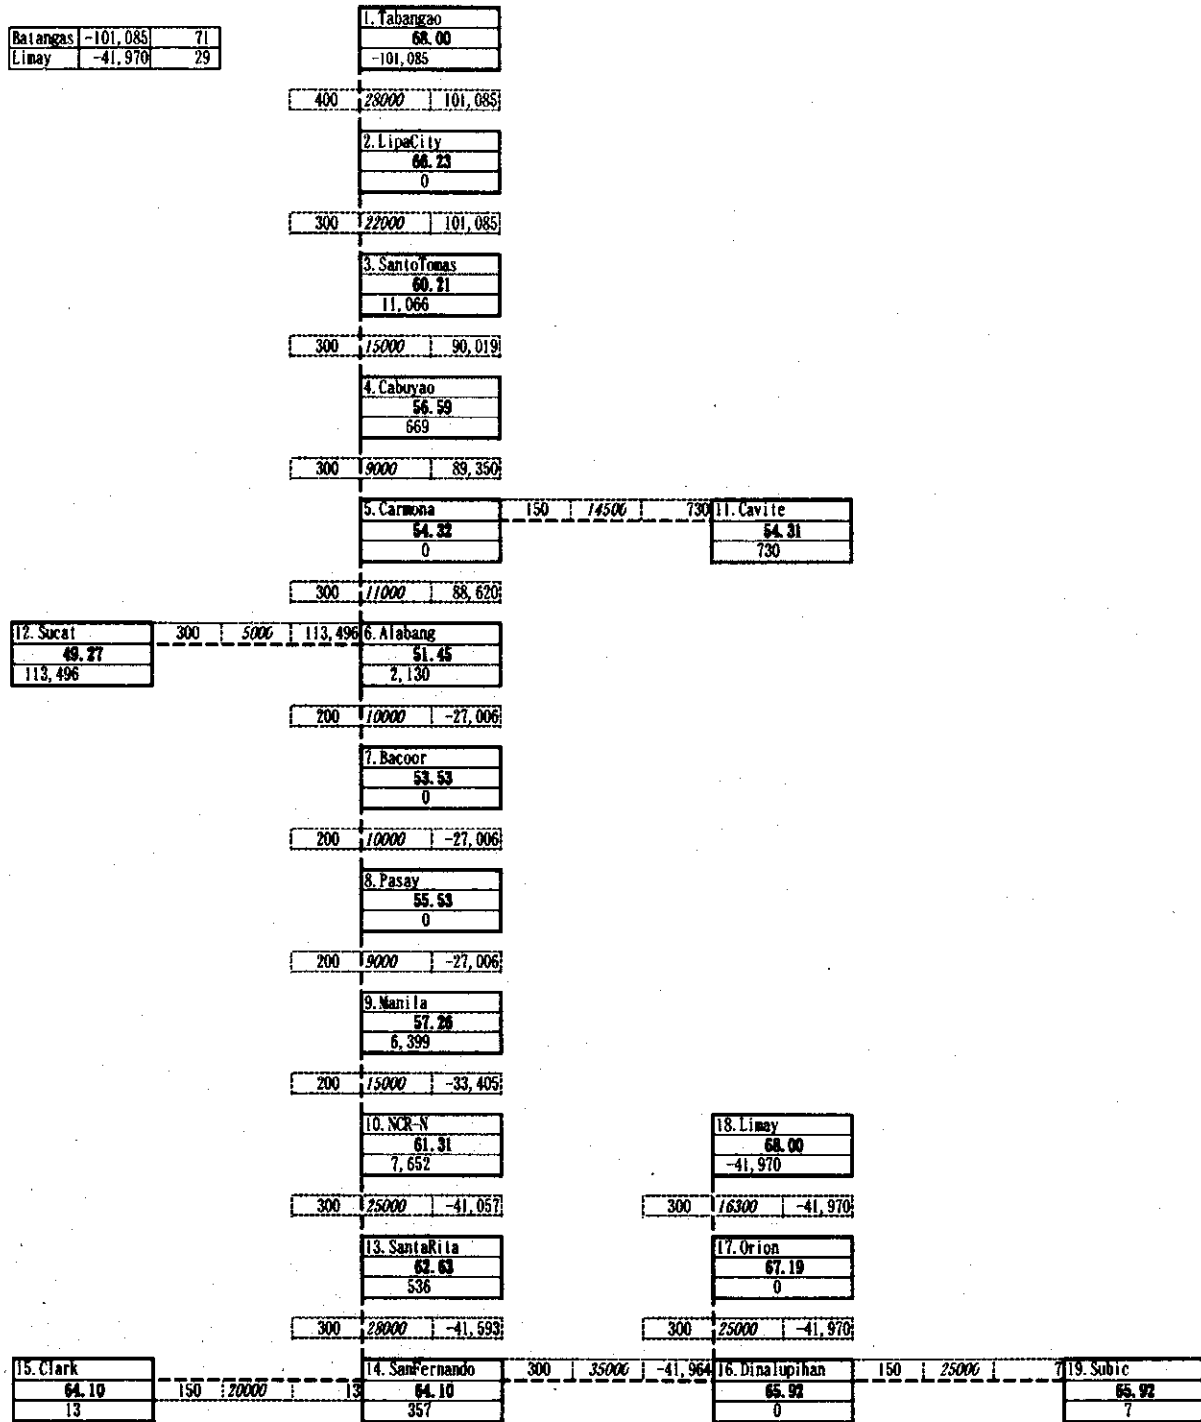 1. Tabangao
68.00
-101,085
Batangas -101,085 71
Limay -41,970 29
400 28000 101,085
2. LipaCity
66.23
0
300 22000 101,085
3. SantoTomas
60.21
11,066
300 15000 90,019
4. Cabuyao
56.59
669
300 9000 89,350
5. Carmona 150 14500 730 11. Cavite
54.32 54.31
0 730
300 11000 88,620
12. Sucat 300 5000 113,496 6. Alabang
49.27 51.45
113,496 2,130
200 10000 -27,006
7. Bacoor
53.53
0
200 10000 -27,006
8. Pasay
55.53
0
200 9000 -27,006
9. Manila
57.26
6,399
200 15000 -33,405
10. NCR-N 18. Limay
61.31 68.00
7,652 -41,970
300 25000 -41,057 300 16300 -41,970
13. SantaRita 17. Orion
62.63 67.19
536 0
300 28000 -41,593 300 25000 -41,970
15. Clark 14. SanFernando 300 35000 -41,964 16. Dinalupihan 150 25000 7 19. Subic
64.10 150 20000 13 64.10 65.92 65.92
13 357 0 7